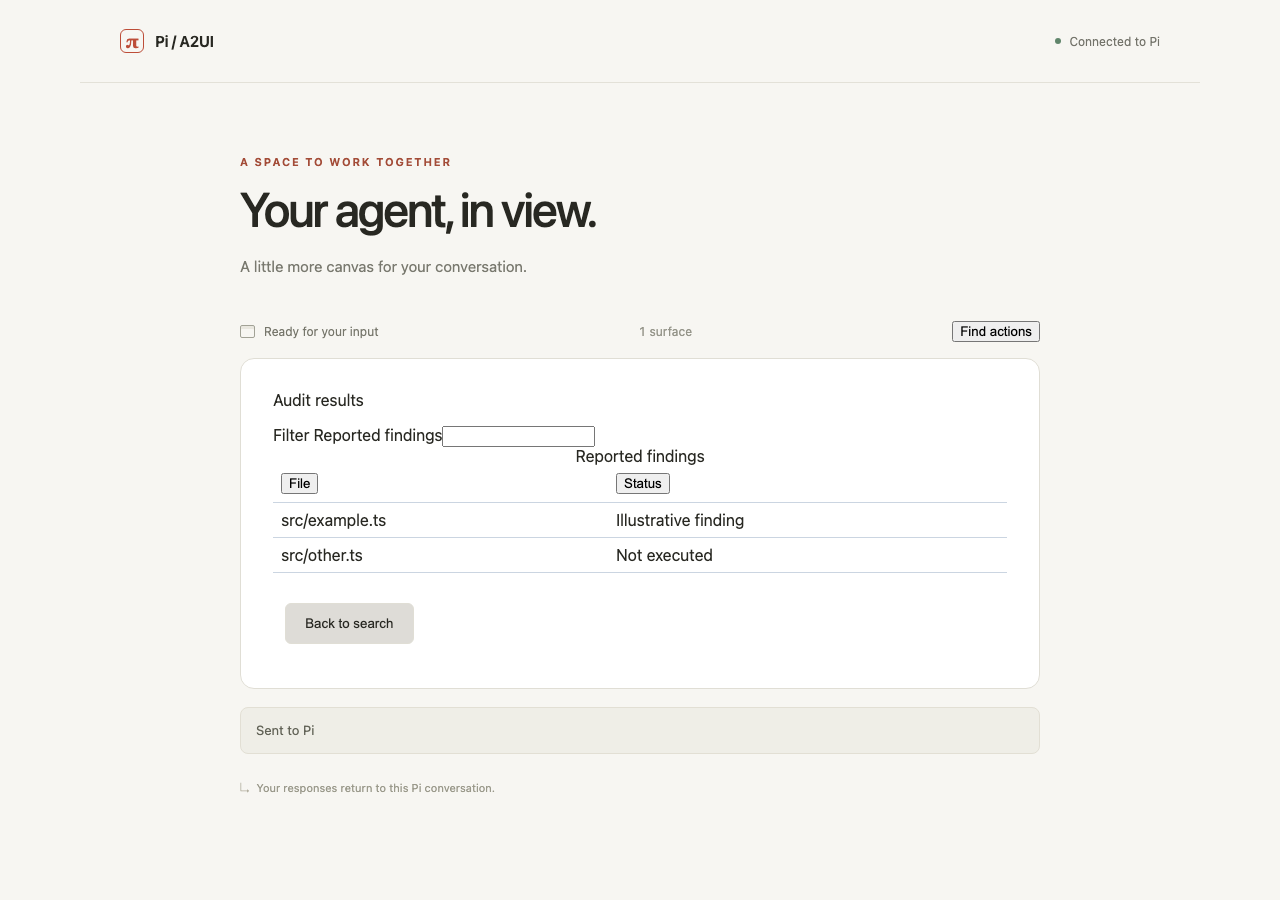 π Pi / A2UI
Connected to Pi
A SPACE TO WORK TOGETHER
Your agent, in view.
A little more canvas for your conversation.
Ready for your input
1 surface
Find actions
Audit results
Filter Reported findings
Reported findings
File Status
src/example.ts Illustrative finding
src/other.ts Not executed
Back to search
Sent to Pi
Your responses return to this Pi conversation.